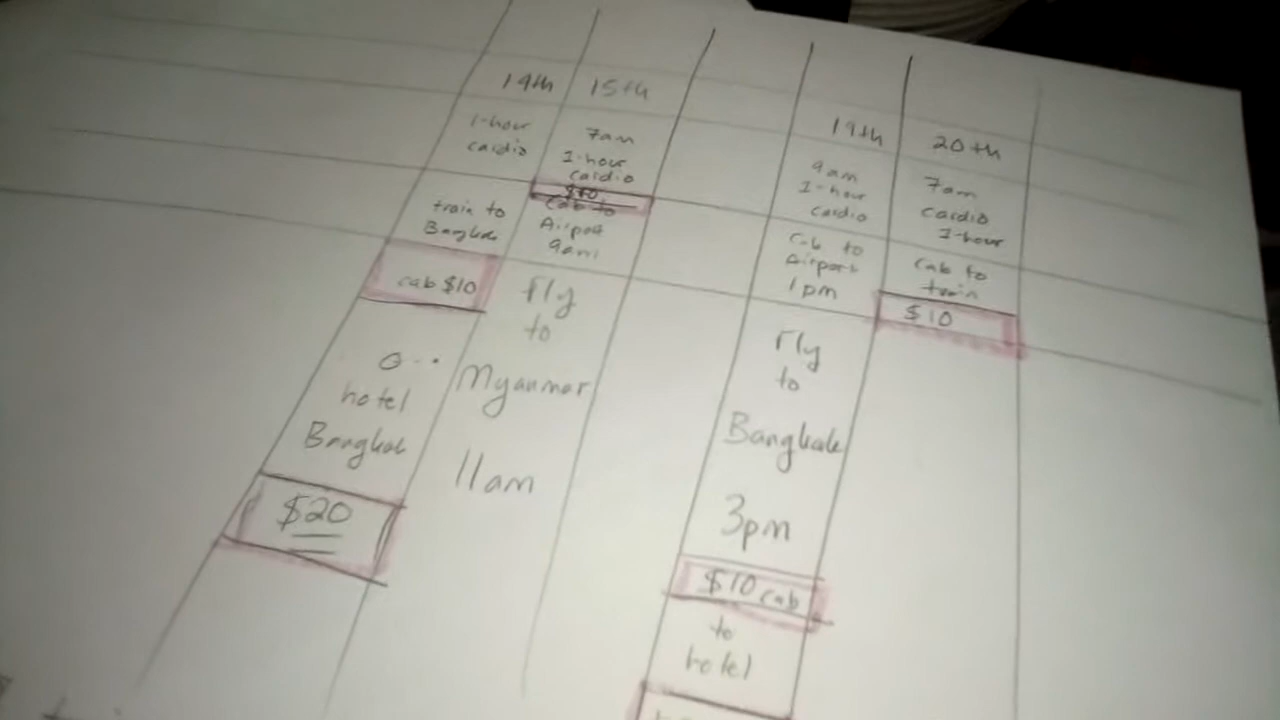 14th
1-hour
cardio
train to
Bangkok
cab $10
hotel
Bangkok
$20
15th
7am
1-hour
cardio
$10
Cab to
Airport
9am
fly
to
Myanmar
11am
19th
9am
1-hour
cardio
Cab to
Airport
1pm
Fly
to
Bangkok
3pm
$10 cab
to
hotel
20th
7am
cardio
1-hour
Cab to
train
$10